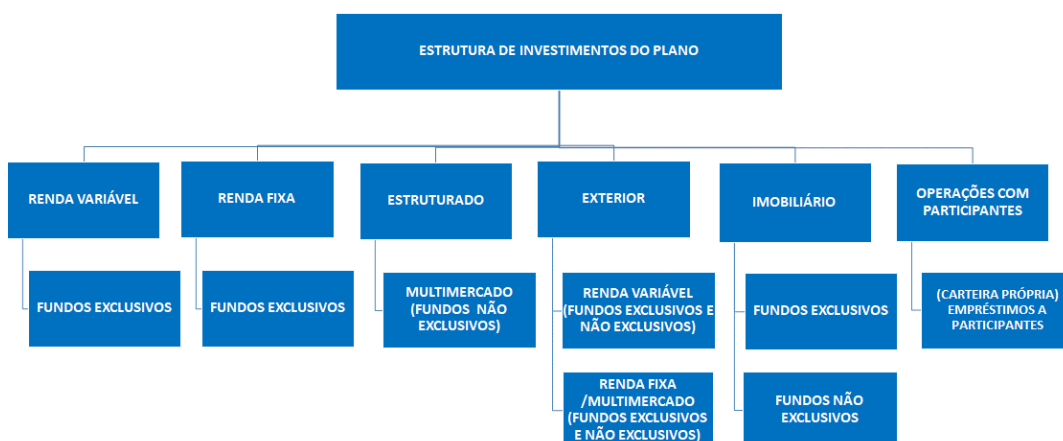 ESTRUTURA DE INVESTIMENTOS DO PLANO
RENDA VARIÁVEL
RENDA FIXA
ESTRUTURADO
EXTERIOR
IMOBILIÁRIO
OPERAÇÕES COM
PARTICIPANTES
FUNDOS EXCLUSIVOS
FUNDOS EXCLUSIVOS
MULTIMERCADO
(FUNDOS NÃO
EXCLUSIVOS)
RENDA VARIÁVEL
(FUNDOS EXCLUSIVOS E
NÃO EXCLUSIVOS)
FUNDOS EXCLUSIVOS
(CARTEIRA PRÓPRIA)
EMPRÉSTIMOS A
PARTICIPANTES
RENDA FIXA
/MULTIMERCADO
(FUNDOS EXCLUSIVOS
E NÃO EXCLUSIVOS)
FUNDOS NÃO
EXCLUSIVOS